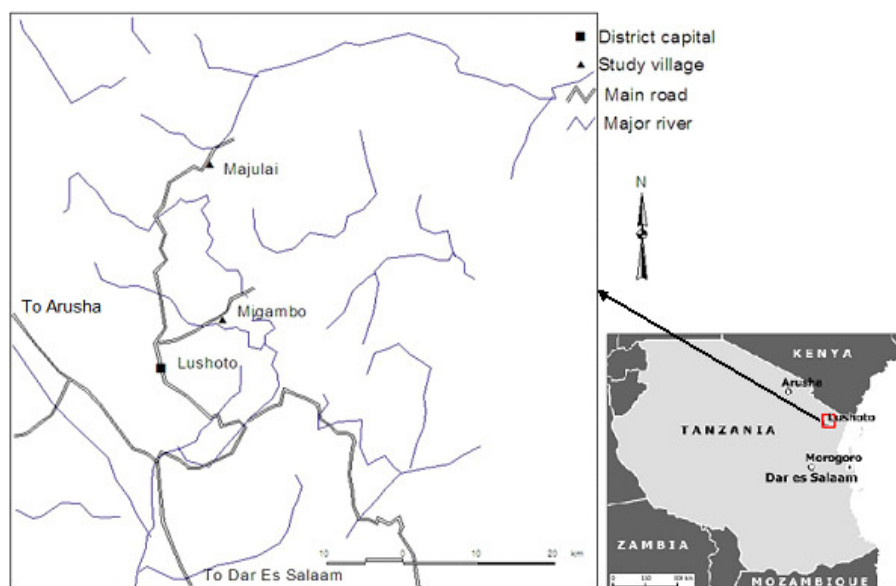 District capital
Study village
Main road
Major river
Majulai
N
Migambo
To Arusha
Lushoto
10 0 10 20
km
To Dar Es Salaam
KENYA
Arusha
Lushoto
TANZANIA
Morogoro
Dar es Salaam
ZAMBIA
MOZAMBIQUE